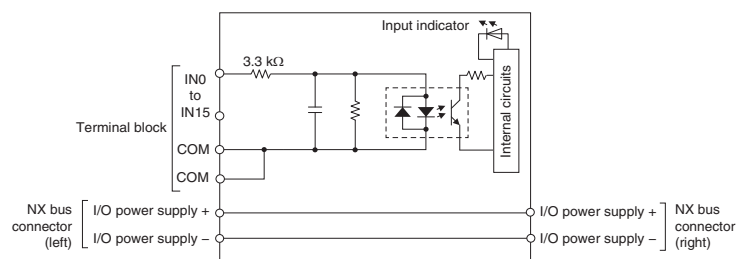 Input indicator
3.3 kΩ
IN0
to
IN15
Terminal block
COM
COM
Internal circuits
NX bus
connector
(left)
I/O power supply +
I/O power supply –
I/O power supply +
I/O power supply –
NX bus
connector
(right)